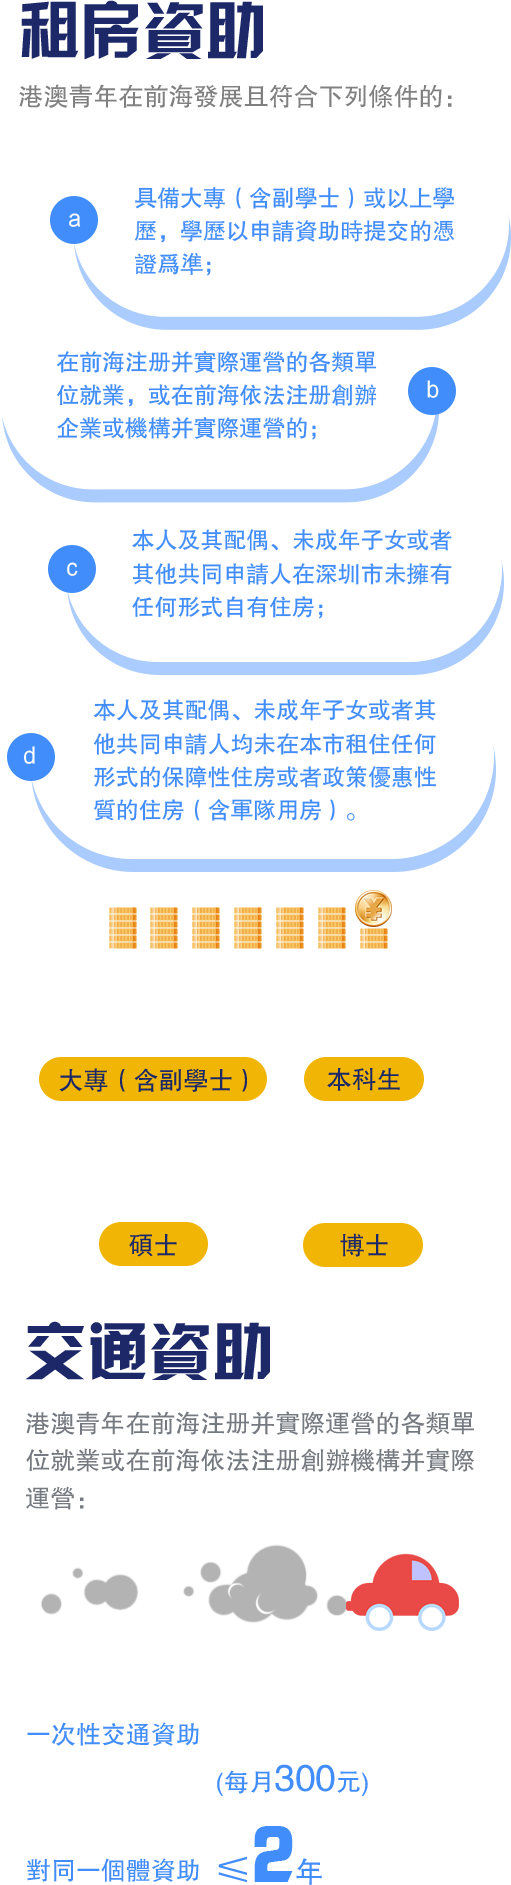 租房資助
港澳青年在前海發展且符合下列條件的：
a
具備大專（含副學士）或以上學
歷，學歷以申請資助時提交的憑
證爲準；
在前海注册并實際運營的各類單
位就業，或在前海依法注册創辦
企業或機構并實際運營的；
b
c
本人及其配偶、未成年子女或者
其他共同申請人在深圳市未擁有
任何形式自有住房；
d
本人及其配偶、未成年子女或者其
他共同申請人均未在本市租住任何
形式的保障性住房或者政策優惠性
質的住房（含軍隊用房）。
¥
大專（含副學士） 本科生
碩士 博士
交通資助
港澳青年在前海注册并實際運營的各類單
位就業或在前海依法注册創辦機構并實際
運營：
一次性交通資助
(每月300元)
對同一個體資助 ≤2年